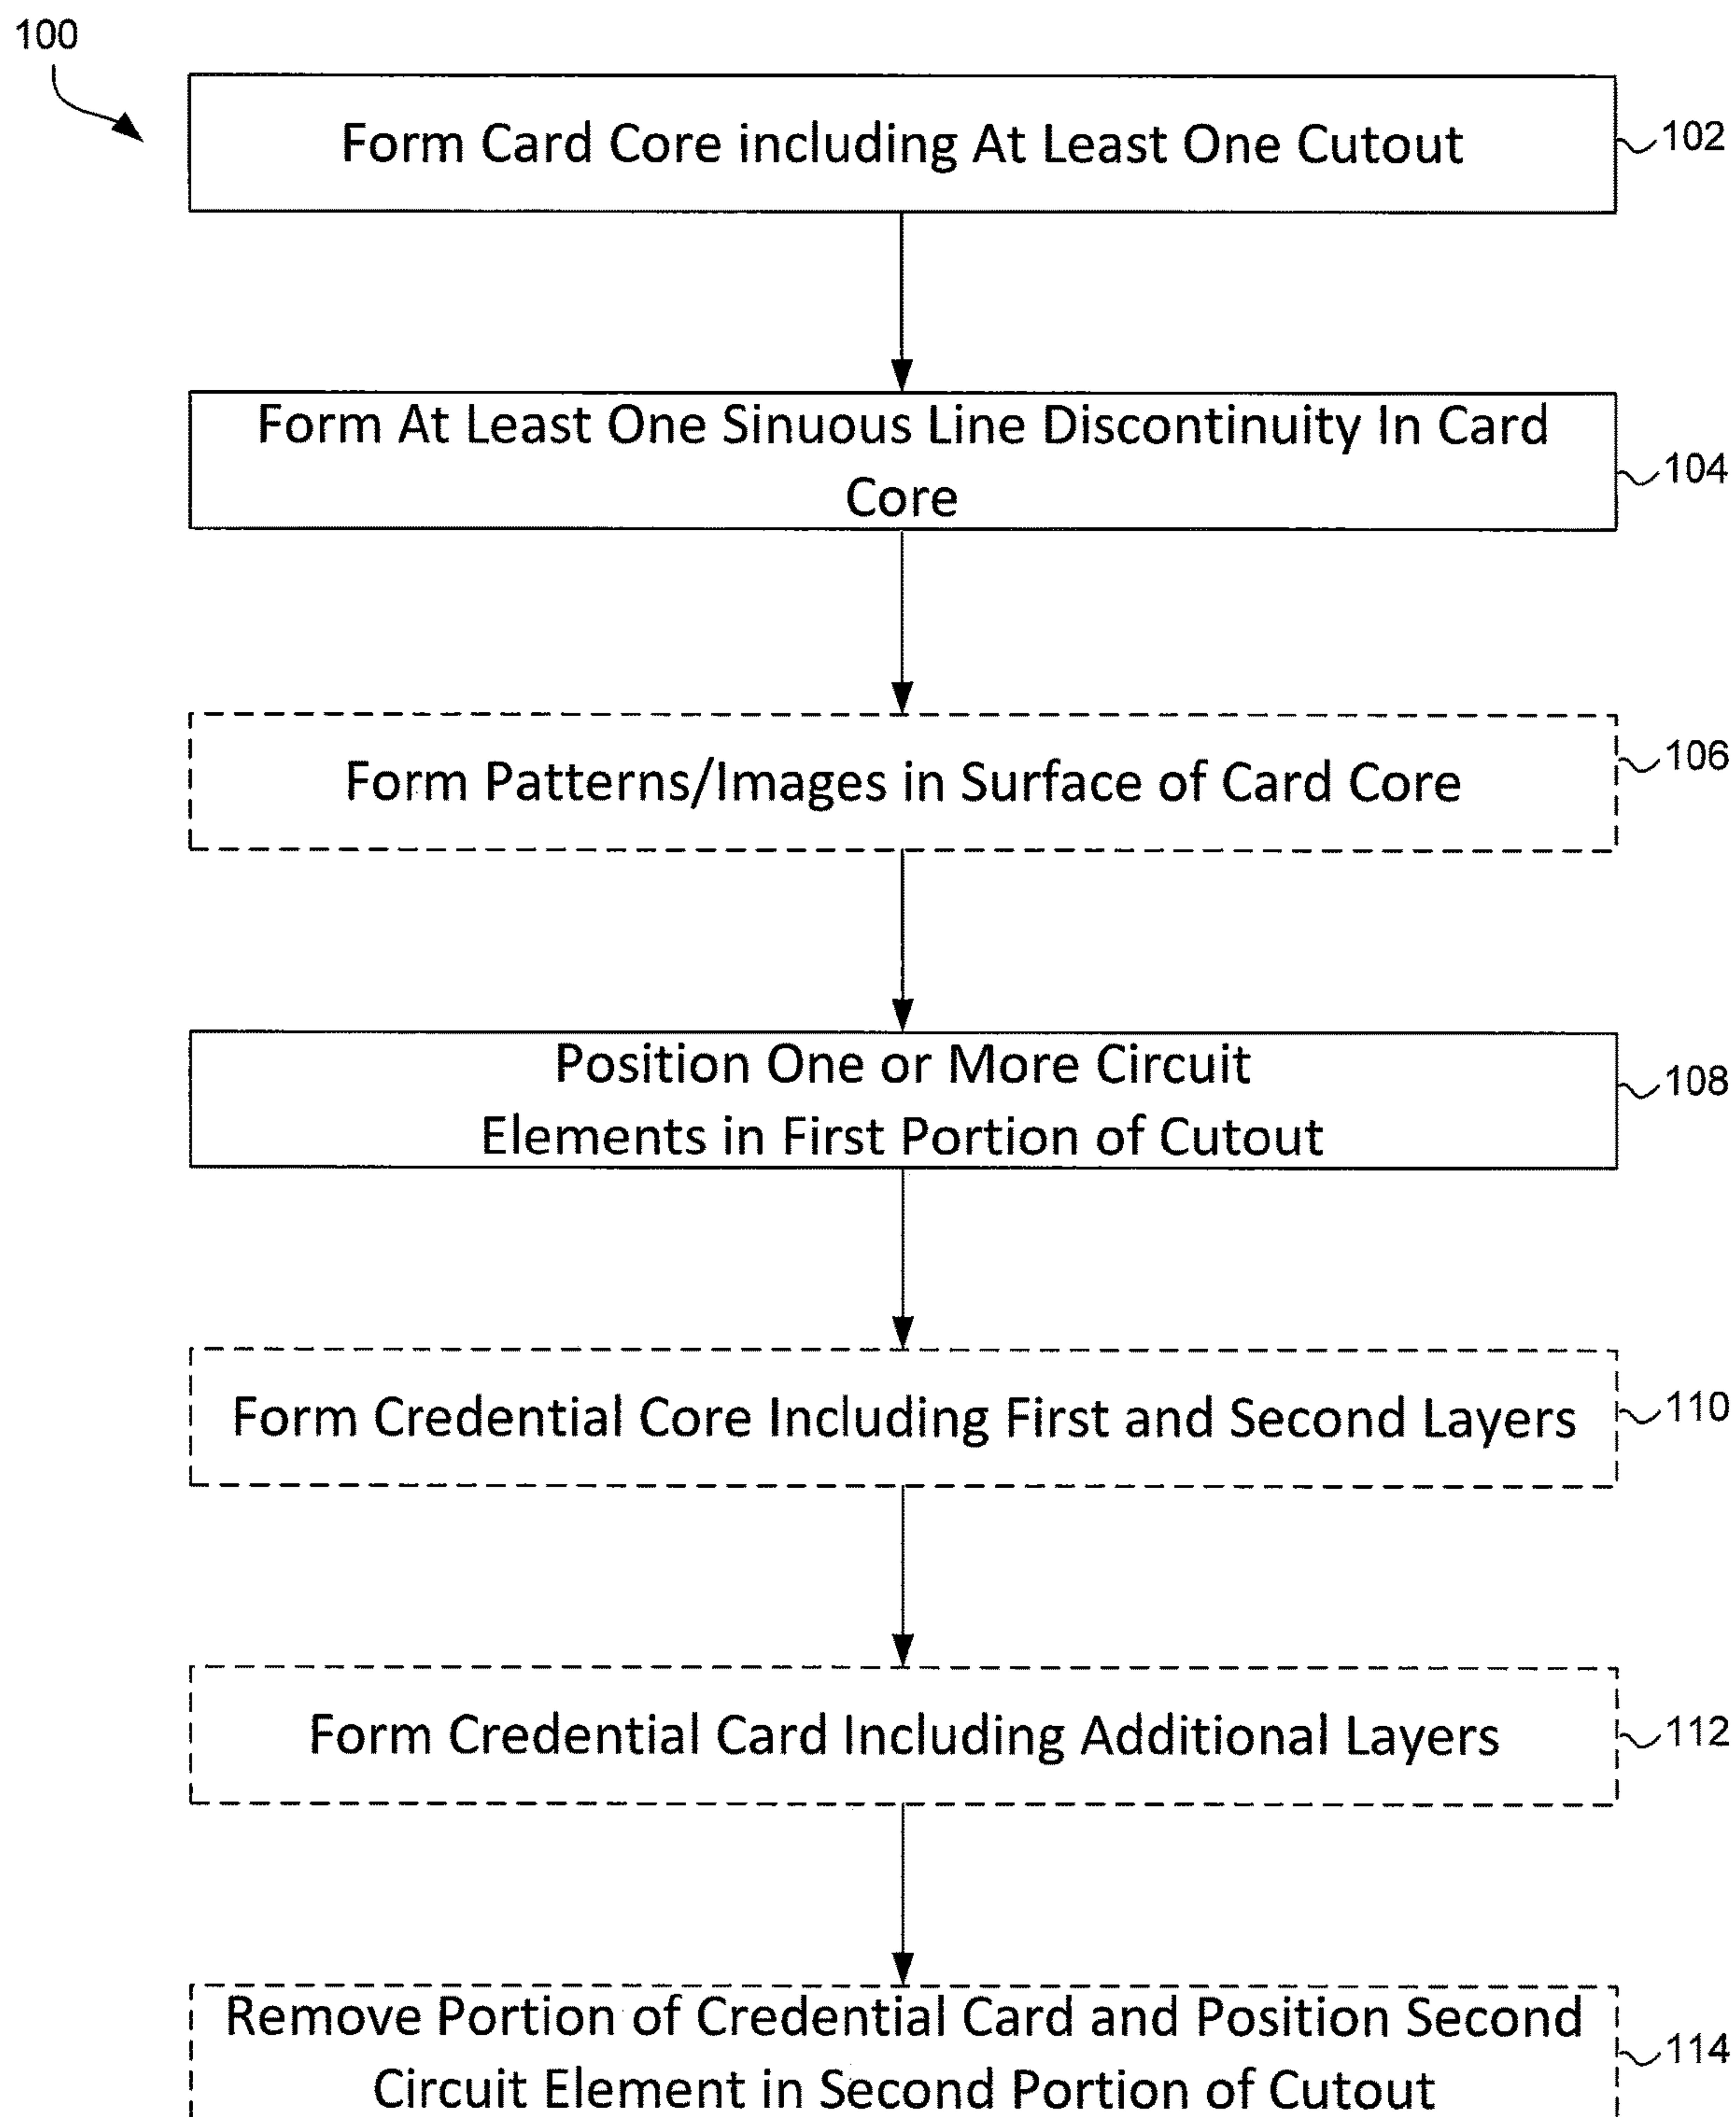 100
Form Card Core including At Least One Cutout
102
Form At Least One Sinuous Line Discontinuity In Card
Core
104
Form Patterns/Images in Surface of Card Core
106
Position One or More Circuit
Elements in First Portion of Cutout
108
Form Credential Core Including First and Second Layers
110
Form Credential Card Including Additional Layers
112
Remove Portion of Credential Card and Position Second
Circuit Element in Second Portion of Cutout
114